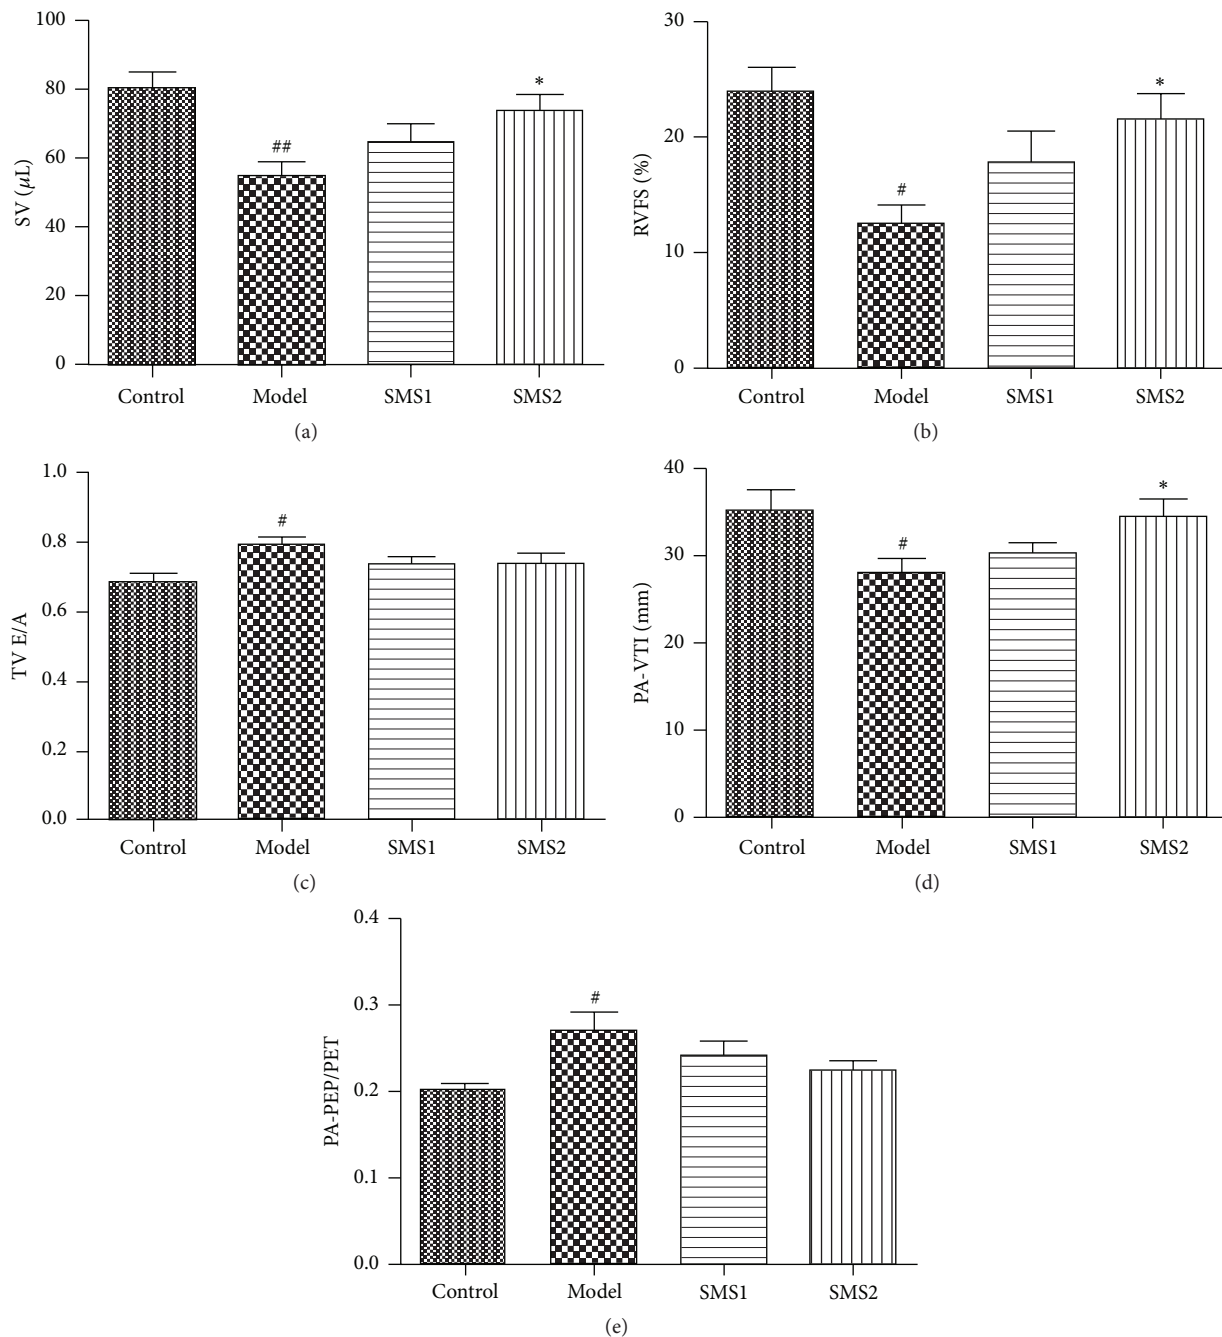 100
80
60
40
20
0
SV (μL)
##
*
Control Model SMS1 SMS2
(a)
30
20
10
0
RVFS (%)
#
*
Control Model SMS1 SMS2
(b)
1.0
0.8
0.6
0.4
0.2
0.0
TV E/A
#
Control Model SMS1 SMS2
(c)
40
30
20
10
0
PA-VTI (mm)
#
*
Control Model SMS1 SMS2
(d)
0.4
0.3
0.2
0.1
0.0
PA-PEP/PET
#
Control Model SMS1 SMS2
(e)